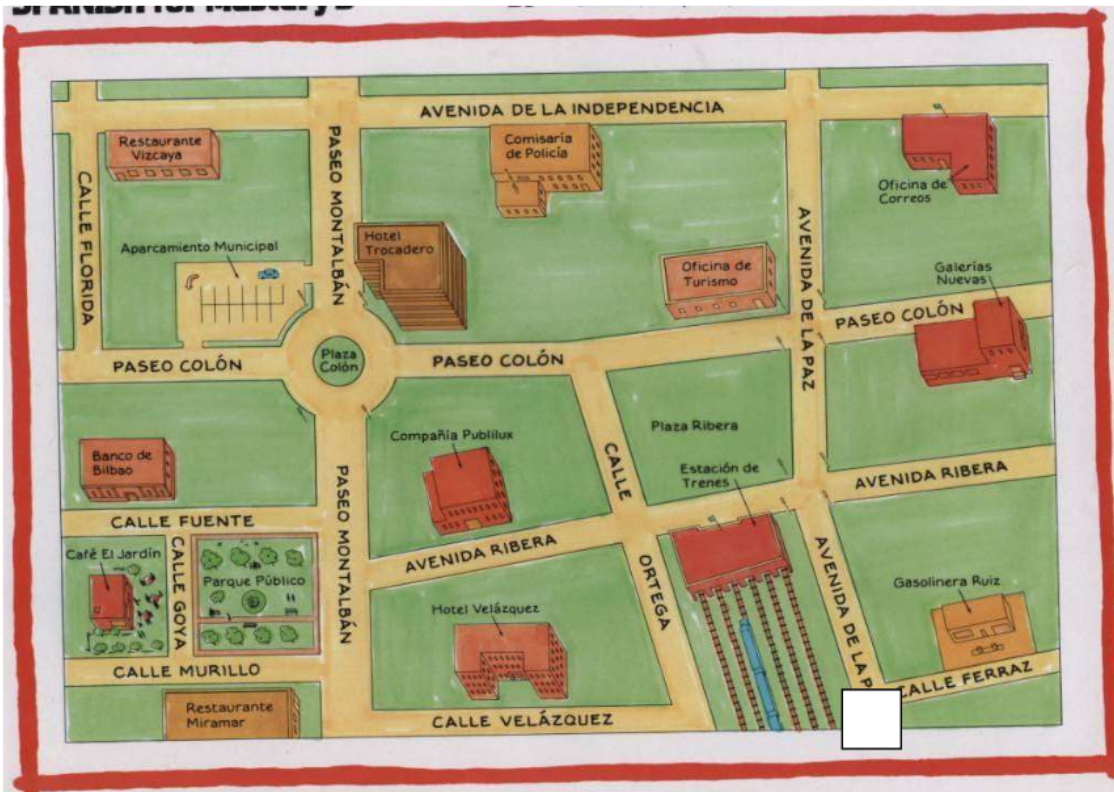 SPANISH for Mastery
AVENIDA DE LA INDEPENDENCIA
Restaurante
Vizcaya
PASEO MONTALBÁN
Comisaría
de Policía
CALLE FLORIDA
Oficina de
Correos
Aparcamiento Municipal
Hotel
Trocadero
Oficina de
Turismo
AVENIDA DE LA PAZ
Galerías
Nuevas
PASEO COLÓN
PASEO COLÓN
Plaza
Colón
PASEO COLÓN
Banco de
Bilbao
Compañía Publilux
CALLE
Plaza Ribera
Estación de
Trenes
AVENIDA RIBERA
CALLE FUENTE
PASEO MONTALBÁN
AVENIDA RIBERA
ORTEGA
AVENIDA DE LA P
Café El Jardín
CALLE GOYA
Parque Público
Hotel Velázquez
Gasolinera Ruiz
CALLE MURILLO
CALLE FERRAZ
Restaurante
Miramar
CALLE VELÁZQUEZ